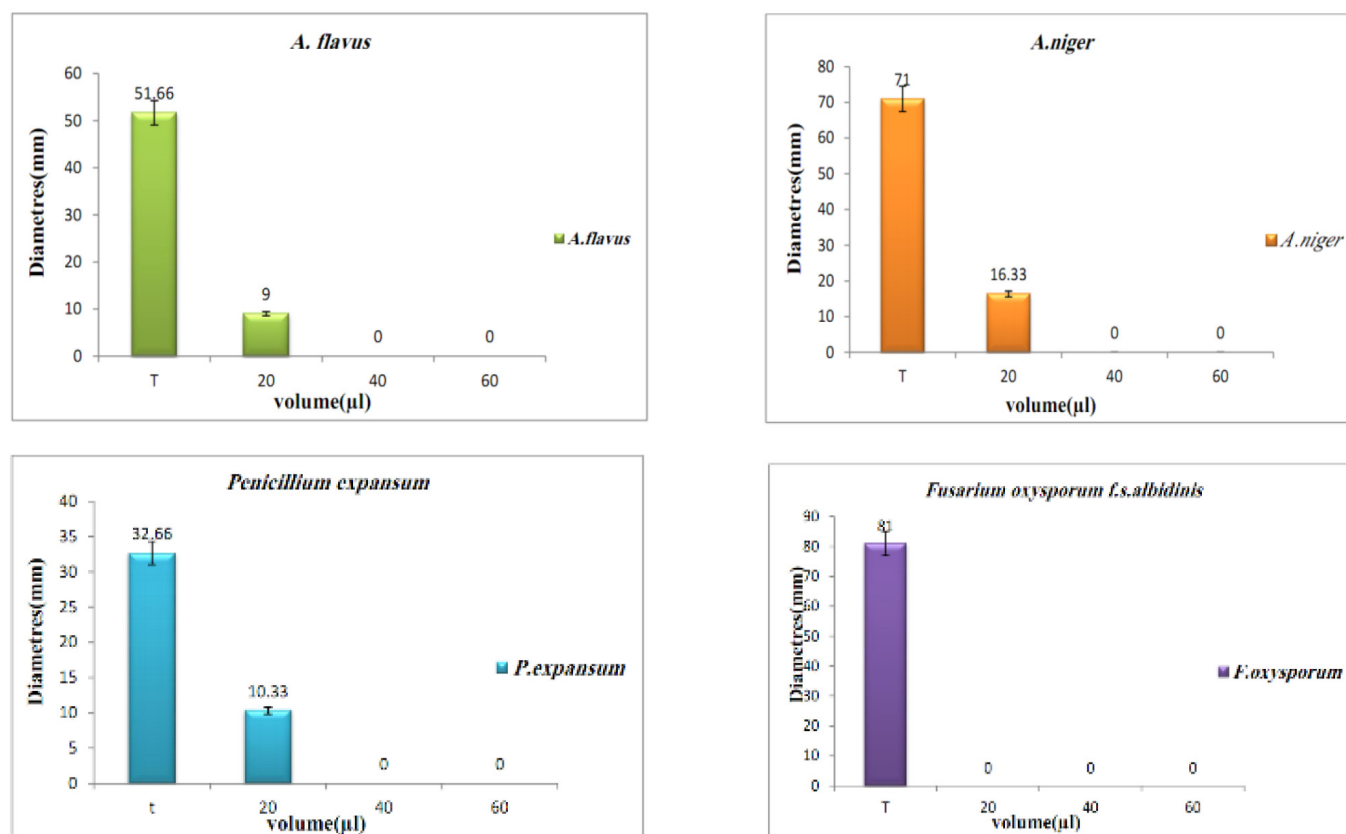 A. flavus
Diametres(mm)
60
50
40
30
20
10
0
51,66
9
0
0
T 20 40 60
volume(µl)
A.flavus
A.niger
Diametres(mm)
80
70
60
50
40
30
20
10
0
71
16.33
0
0
T 20 40 60
volume(µl)
A.niger
Penicillium expansum
Diametres(mm)
40
35
30
25
20
15
10
5
0
32,66
10.33
0
0
t 20 40 60
volume(µl)
P.expansum
Fusarium oxysporum f.s.albidinis
Diametres(mm)
90
80
70
60
50
40
30
20
10
0
81
0
0
0
T 20 40 60
volume(µl)
F.oxysporum